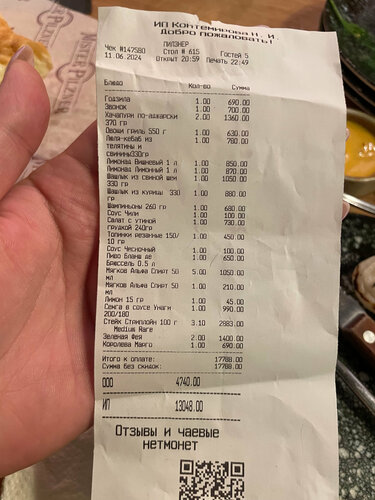 MISTER PILZNER
ИП Контемирова И. И.
Добро пожаловать!
ПИЛЗНЕР
Чек №147580 Стол № 615 Гостей 5
11.06.2024 Открыт 20:59 Печать 22:49
Блюдо Кол-во Сумма
Годзила 1.00 690.00
Звонок 1.00 700.00
Хачапури по-аджарски 2.00 1360.00
370 гр
Овощи гриль 550 г 1.00 630.00
Люля-кебаб из 1.00 780.00
телятины и
свинины330гр
Лимонад Вишневый 1 л 1.00 850.00
Лимонад Лимонный 1 л 1.00 870.00
Шашлык из свиной шеи 1.00 1050.00
330 гр
Шашлык из курицы 330 1.00 880.00
гр
Шампиньоны 260 гр 1.00 680.00
Соус Чили 1.00 100.00
Салат с утиной 1.00 730.00
грудкой 240гр
Топинки резанные 150/ 1.00 450.00
10 гр
Соус Чесночный 1.00 100.00
Пиво Бланш де 1.00 650.00
Брюссель 0.5 л
Мягков Альфа Спирт 50 5.00 1050.00
мл
Мягков Альфа Спирт 50 1.00 210.00
мл
Лимон 15 гр 1.00 45.00
Семга в соусе Унаги 1.00 990.00
200/180
Стейк Стриплойн 100 г 3.10 2883.00
Medium Rare
Зеленая Фея 2.00 1400.00
Королева Марго 1.00 690.00
Итого к оплате: 17788.00
Сумма без скидок: 17788.00
ООО 4740.00
ИП 13048.00
Отзывы и чаевые
нетмонет